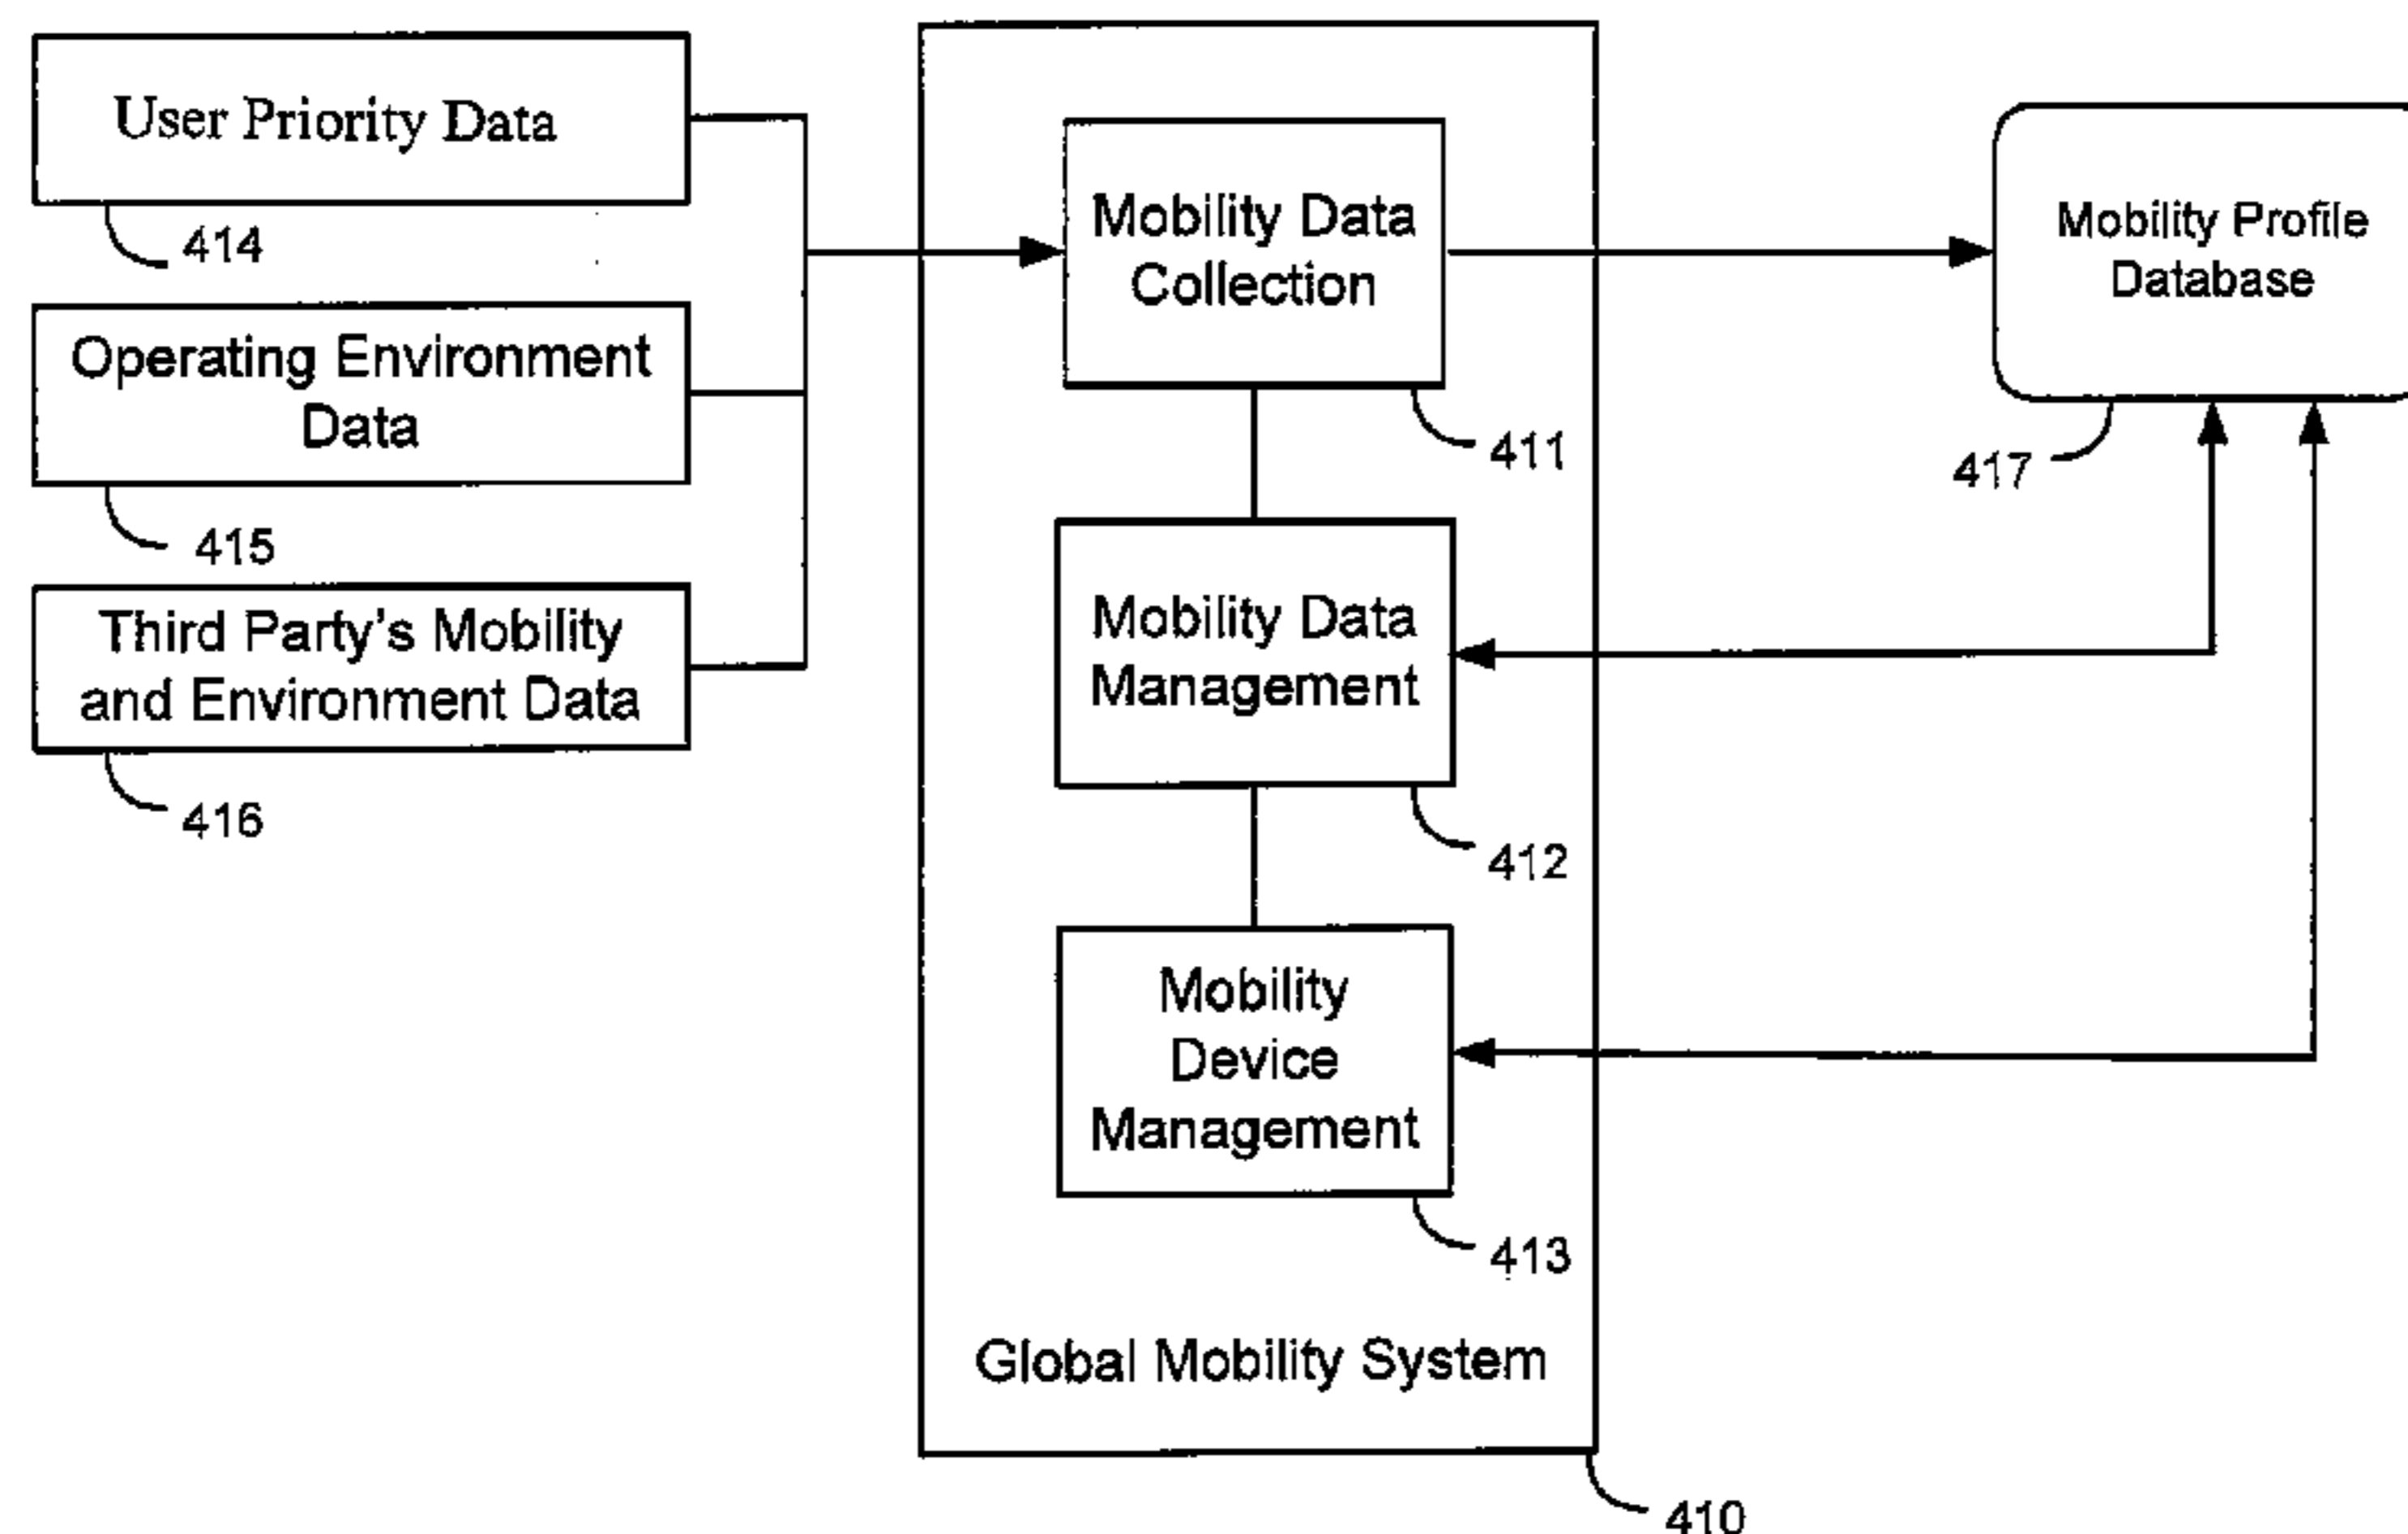 User Priority Data
414
Operating Environment
Data
415
Third Party's Mobility
and Environment Data
416
Mobility Data
Collection
411
Mobility Data
Management
412
Mobility
Device
Management
413
Global Mobility System
410
Mobility Profile
Database
417